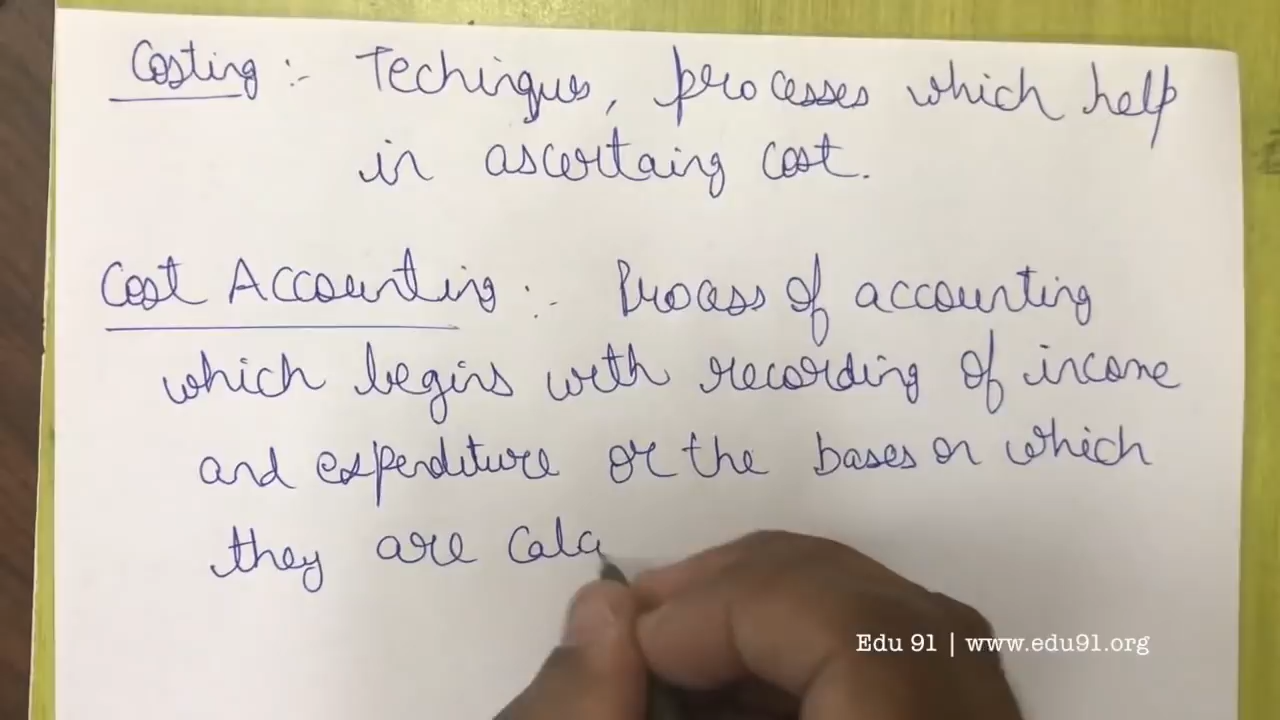 Costing :- Techinques, processes which help
in ascertaing cost.
Cost Accounting :- Process of accounting
which begins with recording of income
and expenditure or the bases on which
they are calc
Edu 91 | www.edu91.org